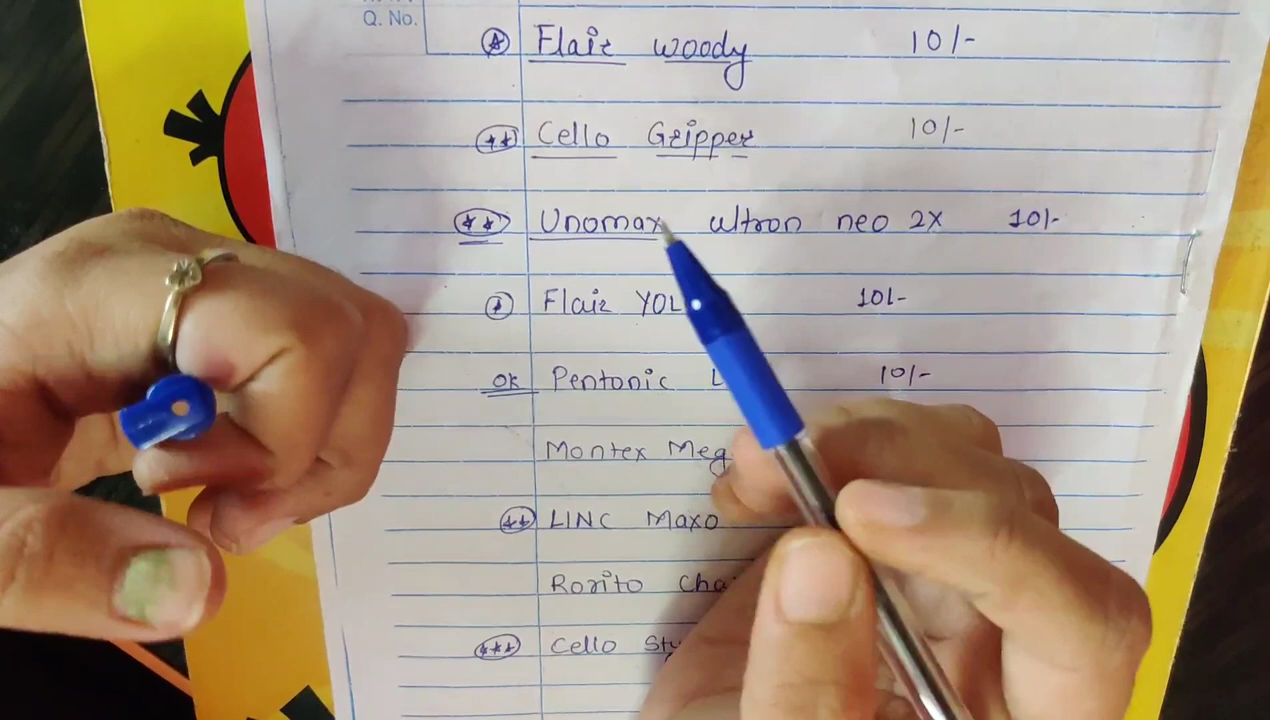 Q. No.
Flair woody 10/-
Cello Gripper 10/-
Unomax ultron neo 2X 10/-
Flair YOL 10/-
OK Pentonic L 10/-
Montex Meg
LINC Maxo
Rorito Cha
Cello Sty